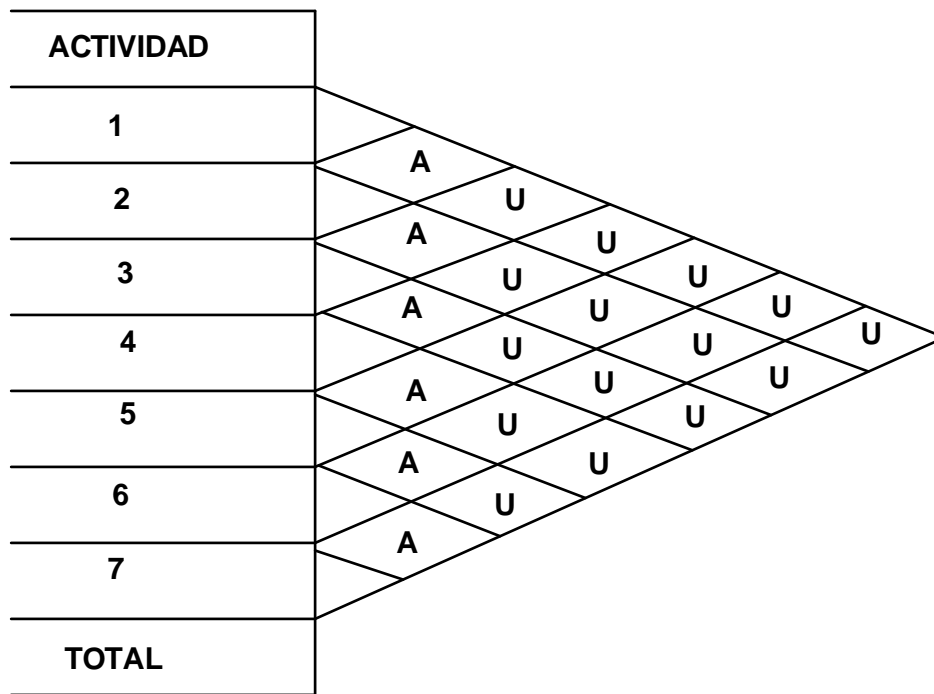 ACTIVIDAD
1
A
2 U
A U
3 U U
A U U
4 U U U
A U U
5 U U
A U
6 U
A
7
TOTAL